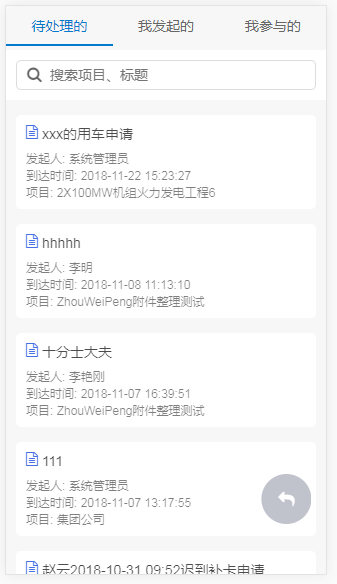 待处理的
我发起的
我参与的
搜索项目、标题
xxx的用车申请
发起人: 系统管理员
到达时间: 2018-11-22 15:23:27
项目: 2X100MW机组火力发电工程6
hhhhh
发起人: 李明
到达时间: 2018-11-08 11:13:10
项目: ZhouWeiPeng附件整理测试
十分士大夫
发起人: 李艳刚
到达时间: 2018-11-07 16:39:51
项目: ZhouWeiPeng附件整理测试
111
发起人: 系统管理员
到达时间: 2018-11-07 13:17:55
项目: 集团公司
赵云2018-10-31 09:52迟到补卡申请